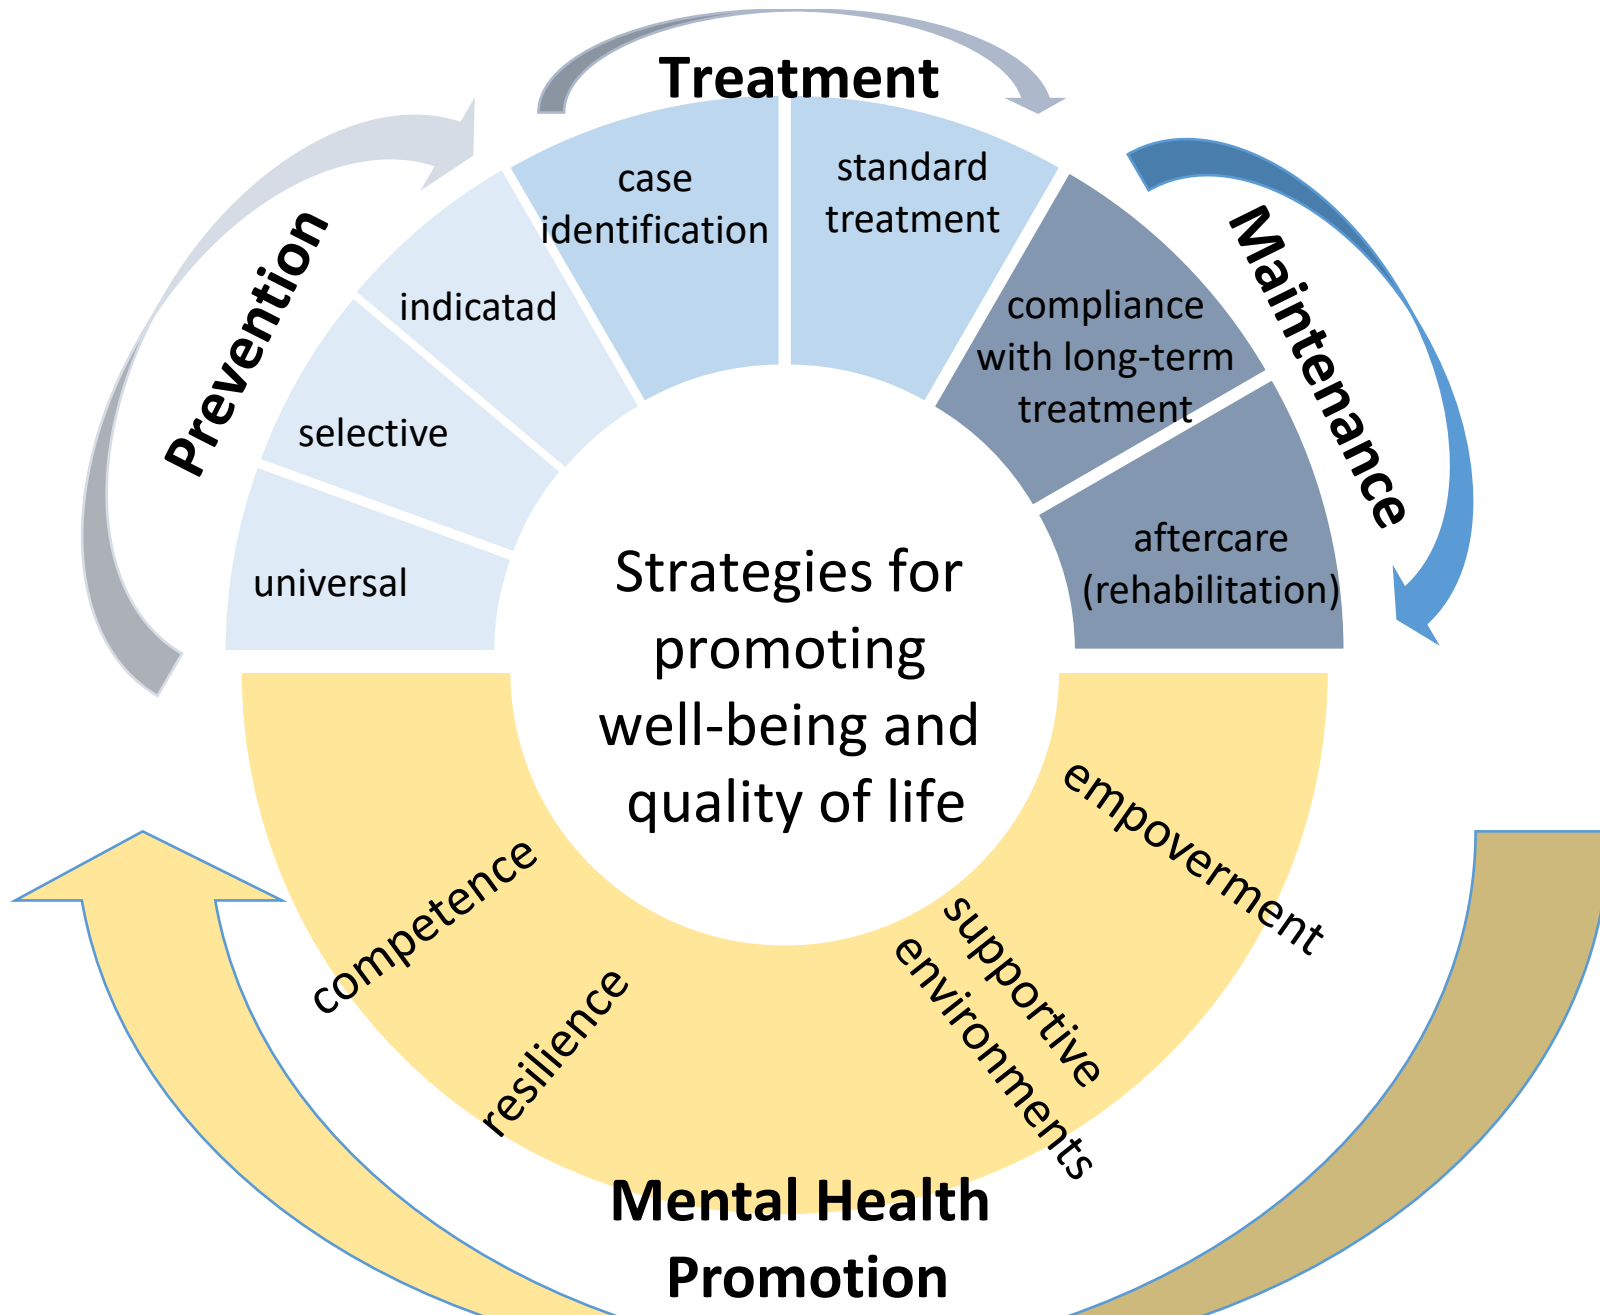 Treatment
case
identification
standard
treatment
Prevention
indicatad
selective
universal
compliance
with long-term
treatment
Maintenance
aftercare
(rehabilitation)
Strategies for
promoting
well-being and
quality of life
competence
resilience
supportive
environments
empoverment
Mental Health
Promotion